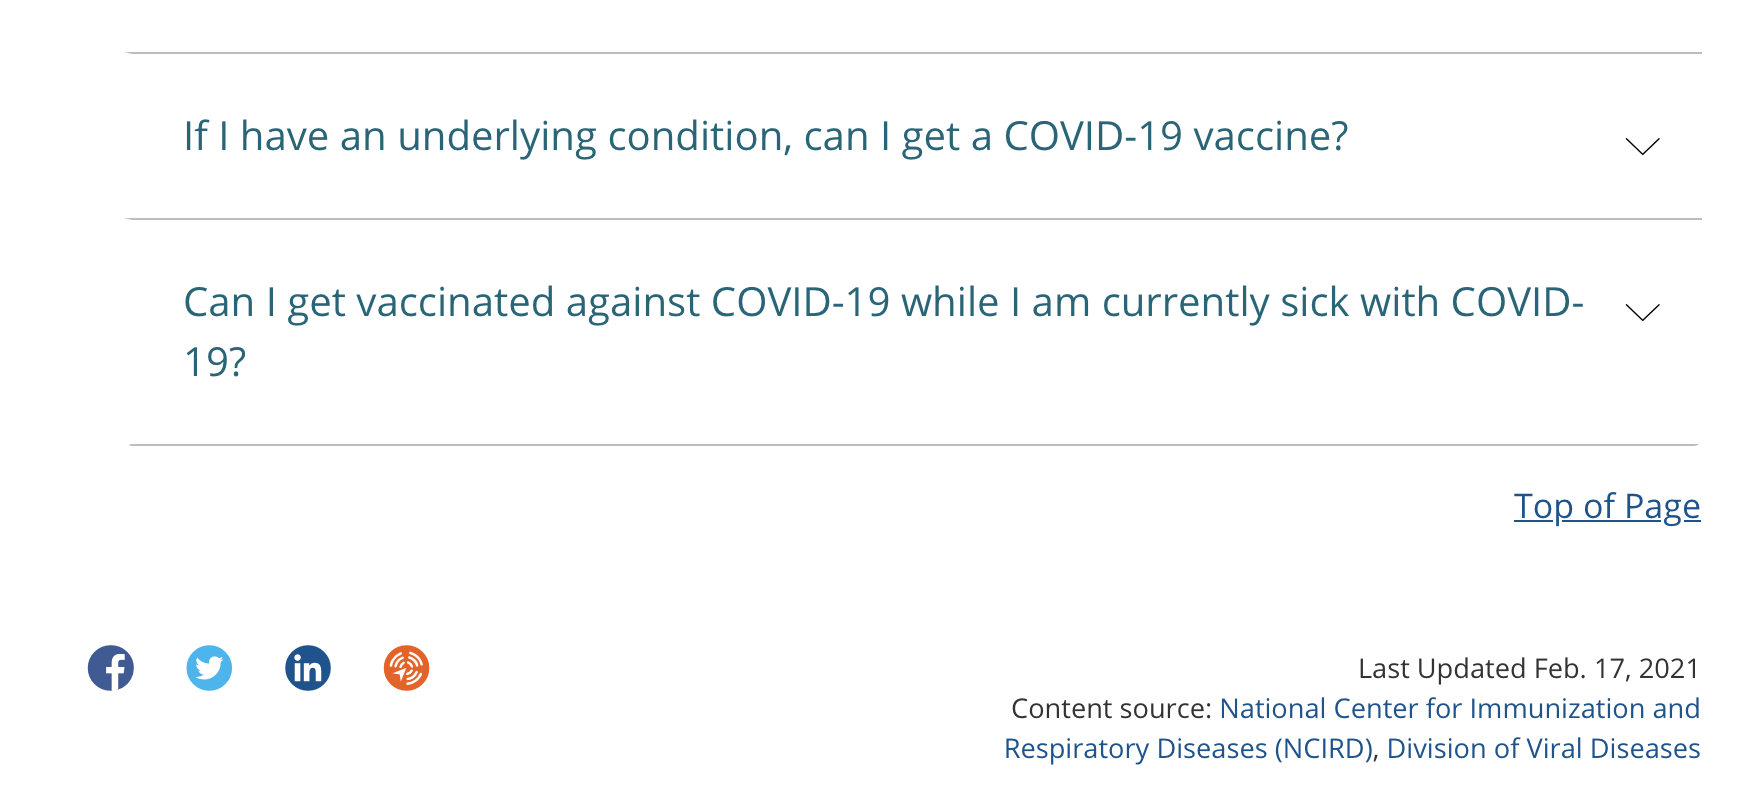 If I have an underlying condition, can I get a COVID-19 vaccine?
Can I get vaccinated against COVID-19 while I am currently sick with COVID-
19?
Top of Page
Last Updated Feb. 17, 2021
Content source: National Center for Immunization and
Respiratory Diseases (NCIRD), Division of Viral Diseases